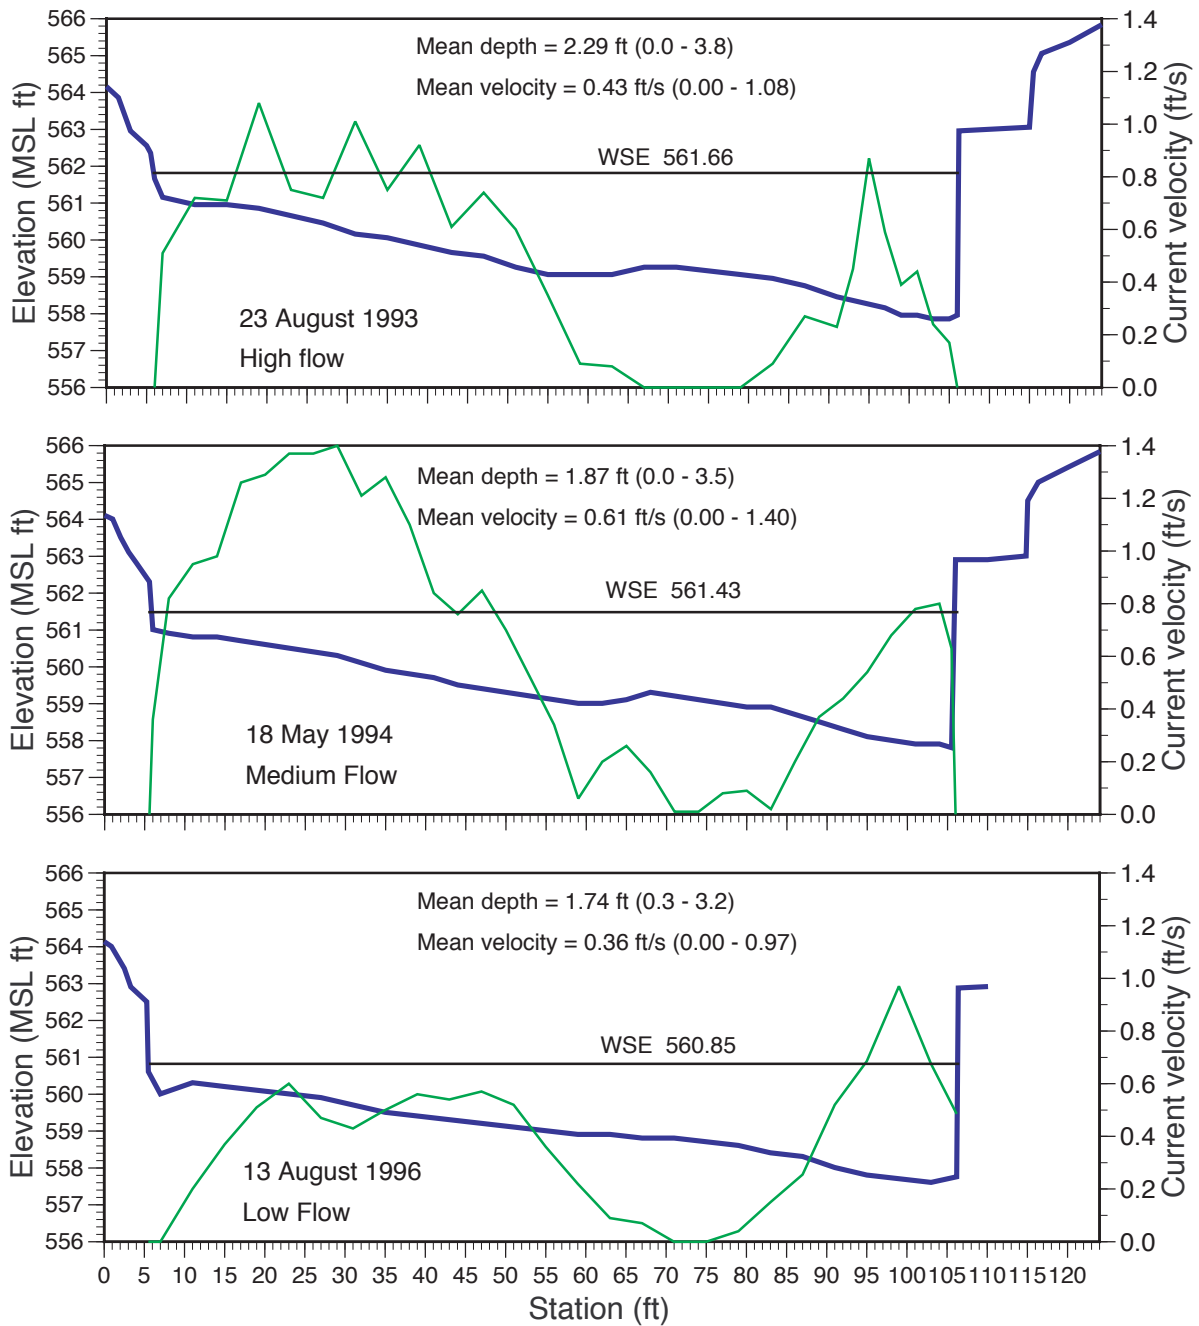 566
565
564
563
562
561
560
559
558
557
556
Elevation (MSL ft)
Mean depth = 2.29 ft (0.0 - 3.8)
Mean velocity = 0.43 ft/s (0.00 - 1.08)
WSE 561.66
23 August 1993
High flow
1.4
1.2
1.0
0.8
0.6
0.4
0.2
0.0
Current velocity (ft/s)
566
565
564
563
562
561
560
559
558
557
556
Elevation (MSL ft)
Mean depth = 1.87 ft (0.0 - 3.5)
Mean velocity = 0.61 ft/s (0.00 - 1.40)
WSE 561.43
18 May 1994
Medium Flow
1.4
1.2
1.0
0.8
0.6
0.4
0.2
0.0
Current velocity (ft/s)
566
565
564
563
562
561
560
559
558
557
556
Elevation (MSL ft)
Mean depth = 1.74 ft (0.3 - 3.2)
Mean velocity = 0.36 ft/s (0.00 - 0.97)
WSE 560.85
13 August 1996
Low Flow
1.4
1.2
1.0
0.8
0.6
0.4
0.2
0.0
Current velocity (ft/s)
0 5 10 15 20 25 30 35 40 45 50 55 60 65 70 75 80 85 90 95 100 105 110 115 120
Station (ft)